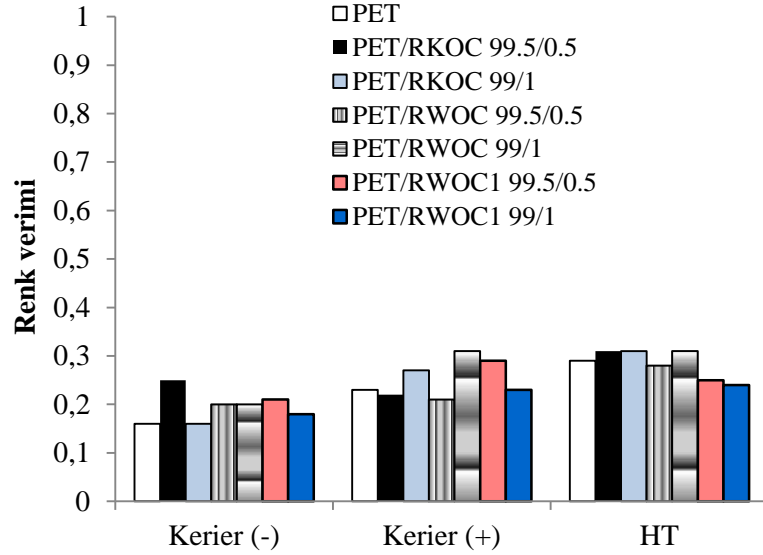 PET
PET/RKOC 99.5/0.5
PET/RKOC 99/1
PET/RWOC 99.5/0.5
PET/RWOC 99/1
PET/RWOC1 99.5/0.5
PET/RWOC1 99/1
Renk verimi
1
0,9
0,8
0,7
0,6
0,5
0,4
0,3
0,2
0,1
0
Kerier (-)
Kerier (+)
HT